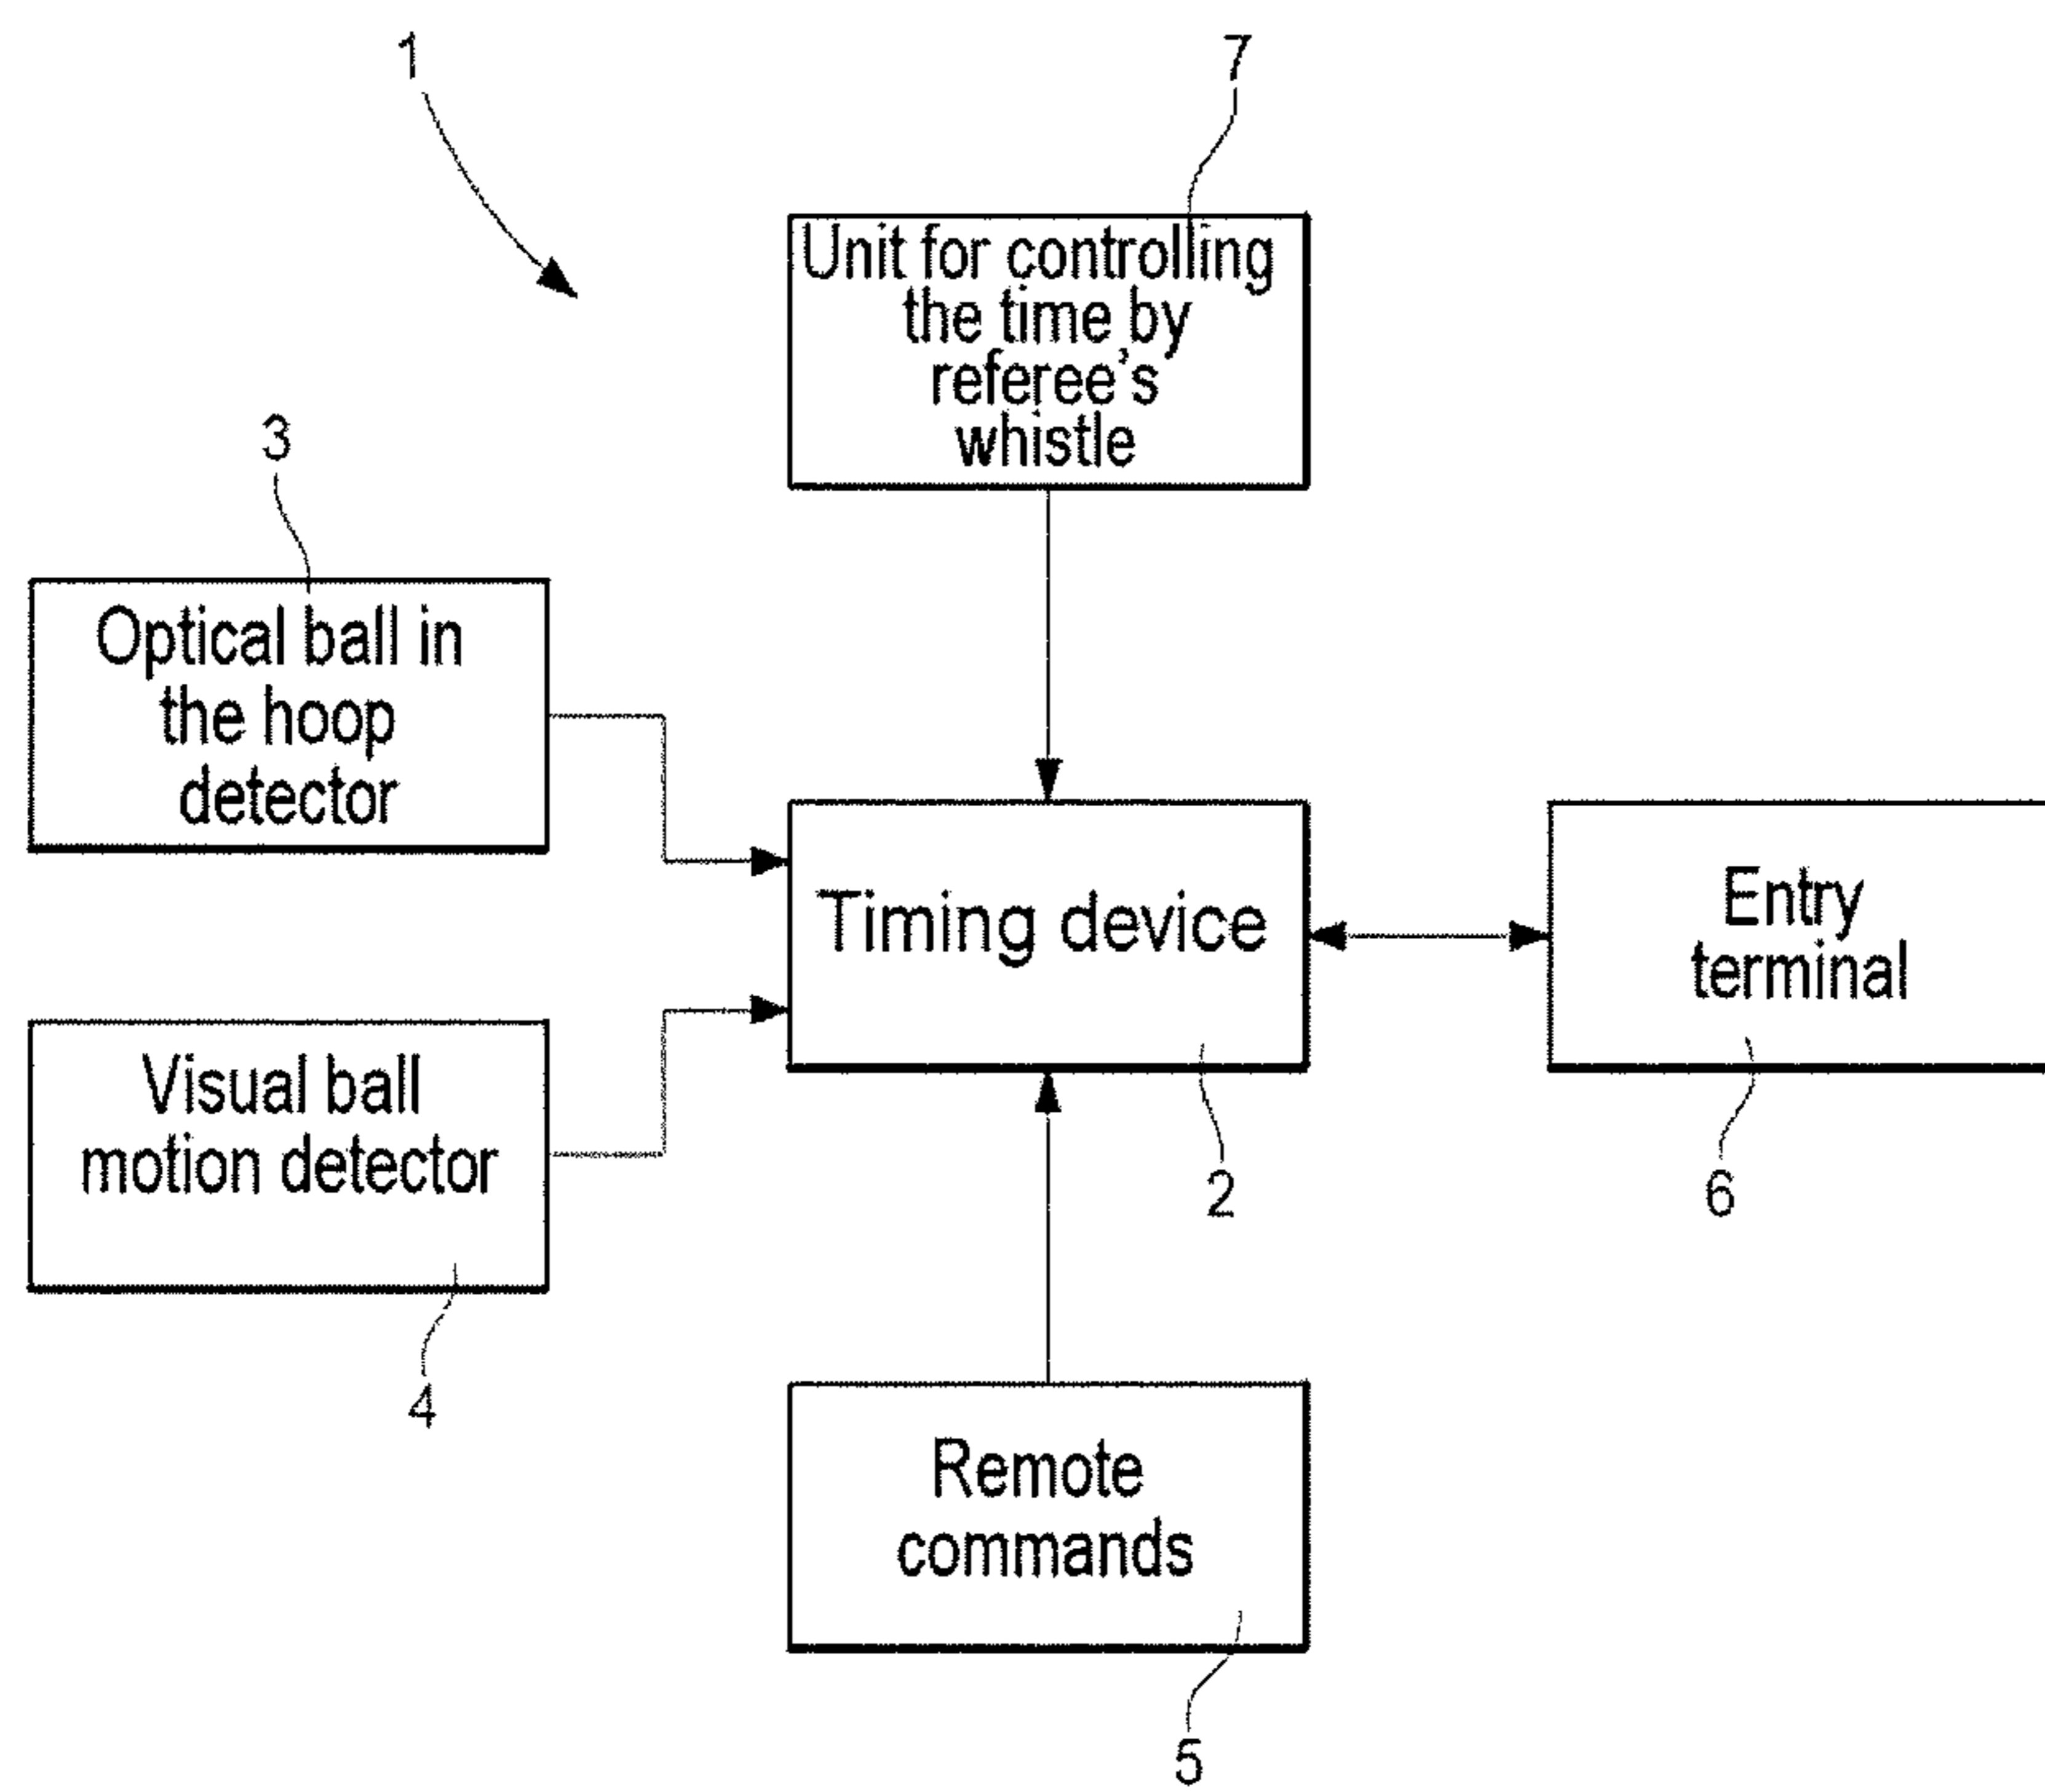 1
7
Unit for controlling
the time by
referee's
whistle
3
Optical ball in
the hoop
detector
Timing device
2
Entry
terminal
6
Visual ball
motion detector
4
Remote
commands
5